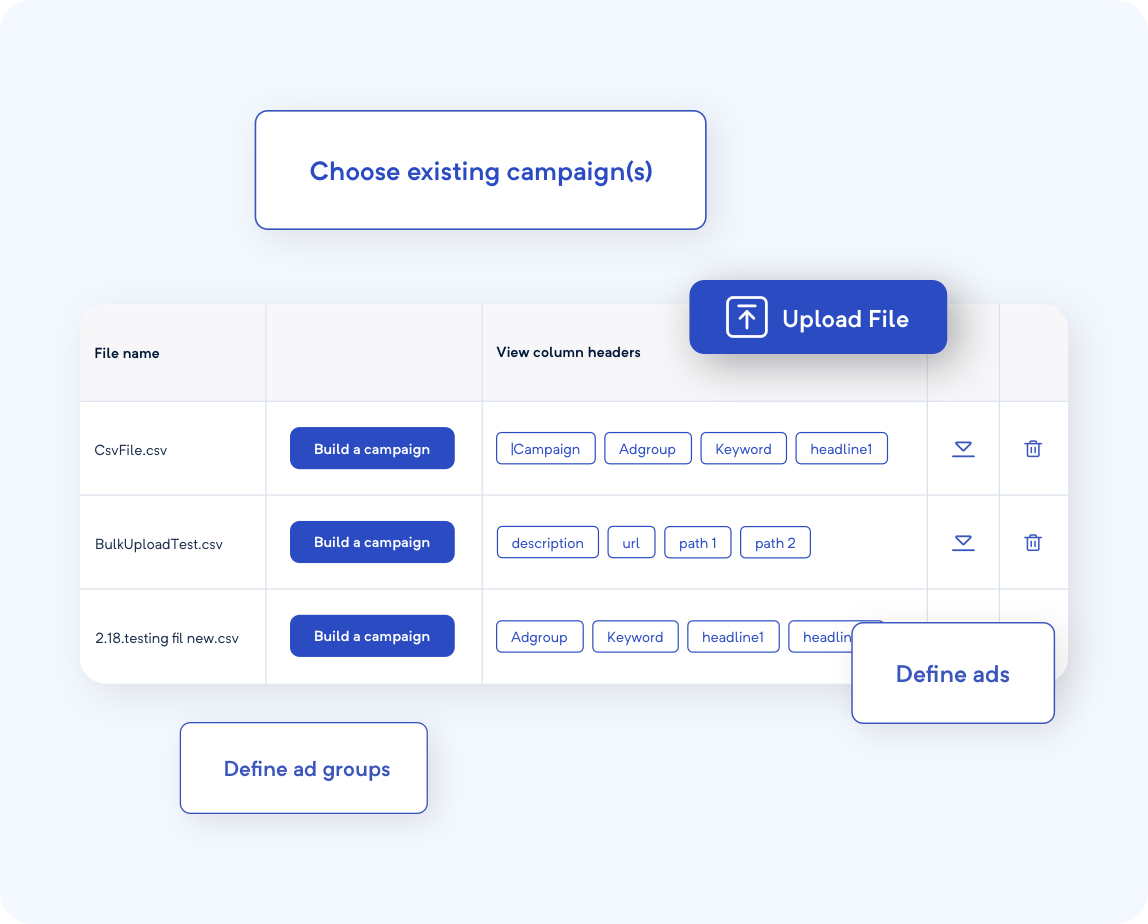 Choose existing campaign(s)
Upload File
File name
View column headers
CsvFile.csv
Build a campaign
|Campaign
Adgroup
Keyword
headline1
BulkUploadTest.csv
Build a campaign
description
url
path 1
path 2
2.18.testing fil new.csv
Build a campaign
Adgroup
Keyword
headline1
Define ads
Define ad groups